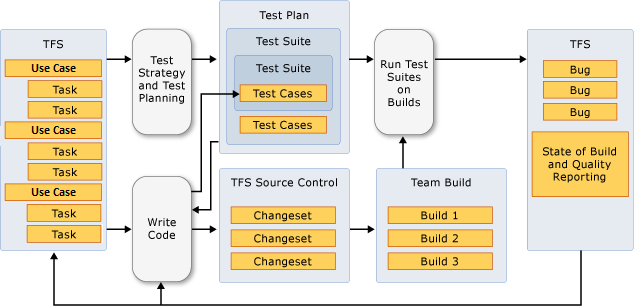 TFS
Use Case
Task
Task
Use Case
Task
Task
Use Case
Task
Task
Test
Strategy
and Test
Planning
Write
Code
Test Plan
Test Suite
Test Suite
Test Cases
Test Cases
TFS Source Control
Changeset
Changeset
Changeset
Run Test
Suites
on
Builds
Team Build
Build 1
Build 2
Build 3
TFS
Bug
Bug
Bug
State of Build
and Quality
Reporting